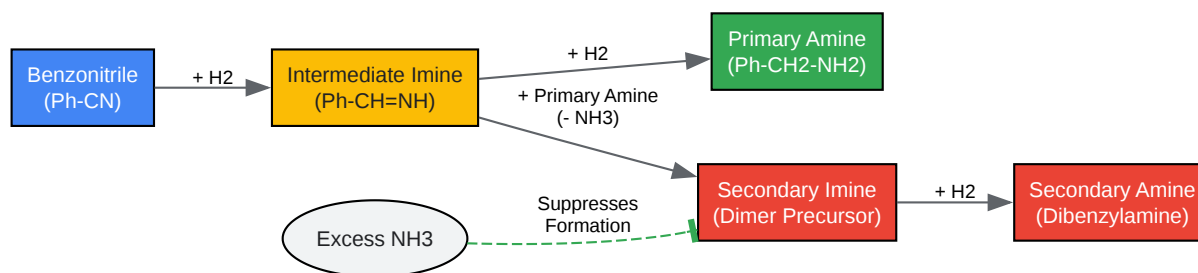 Benzonitrile
(Ph-CN)
+ H2
Intermediate Imine
(Ph-CH=NH)
+ H2
Primary Amine
(Ph-CH2-NH2)
+ Primary Amine
(- NH3)
Secondary Imine
(Dimer Precursor)
+ H2
Secondary Amine
(Dibenzylamine)
Excess NH3
Suppresses
Formation